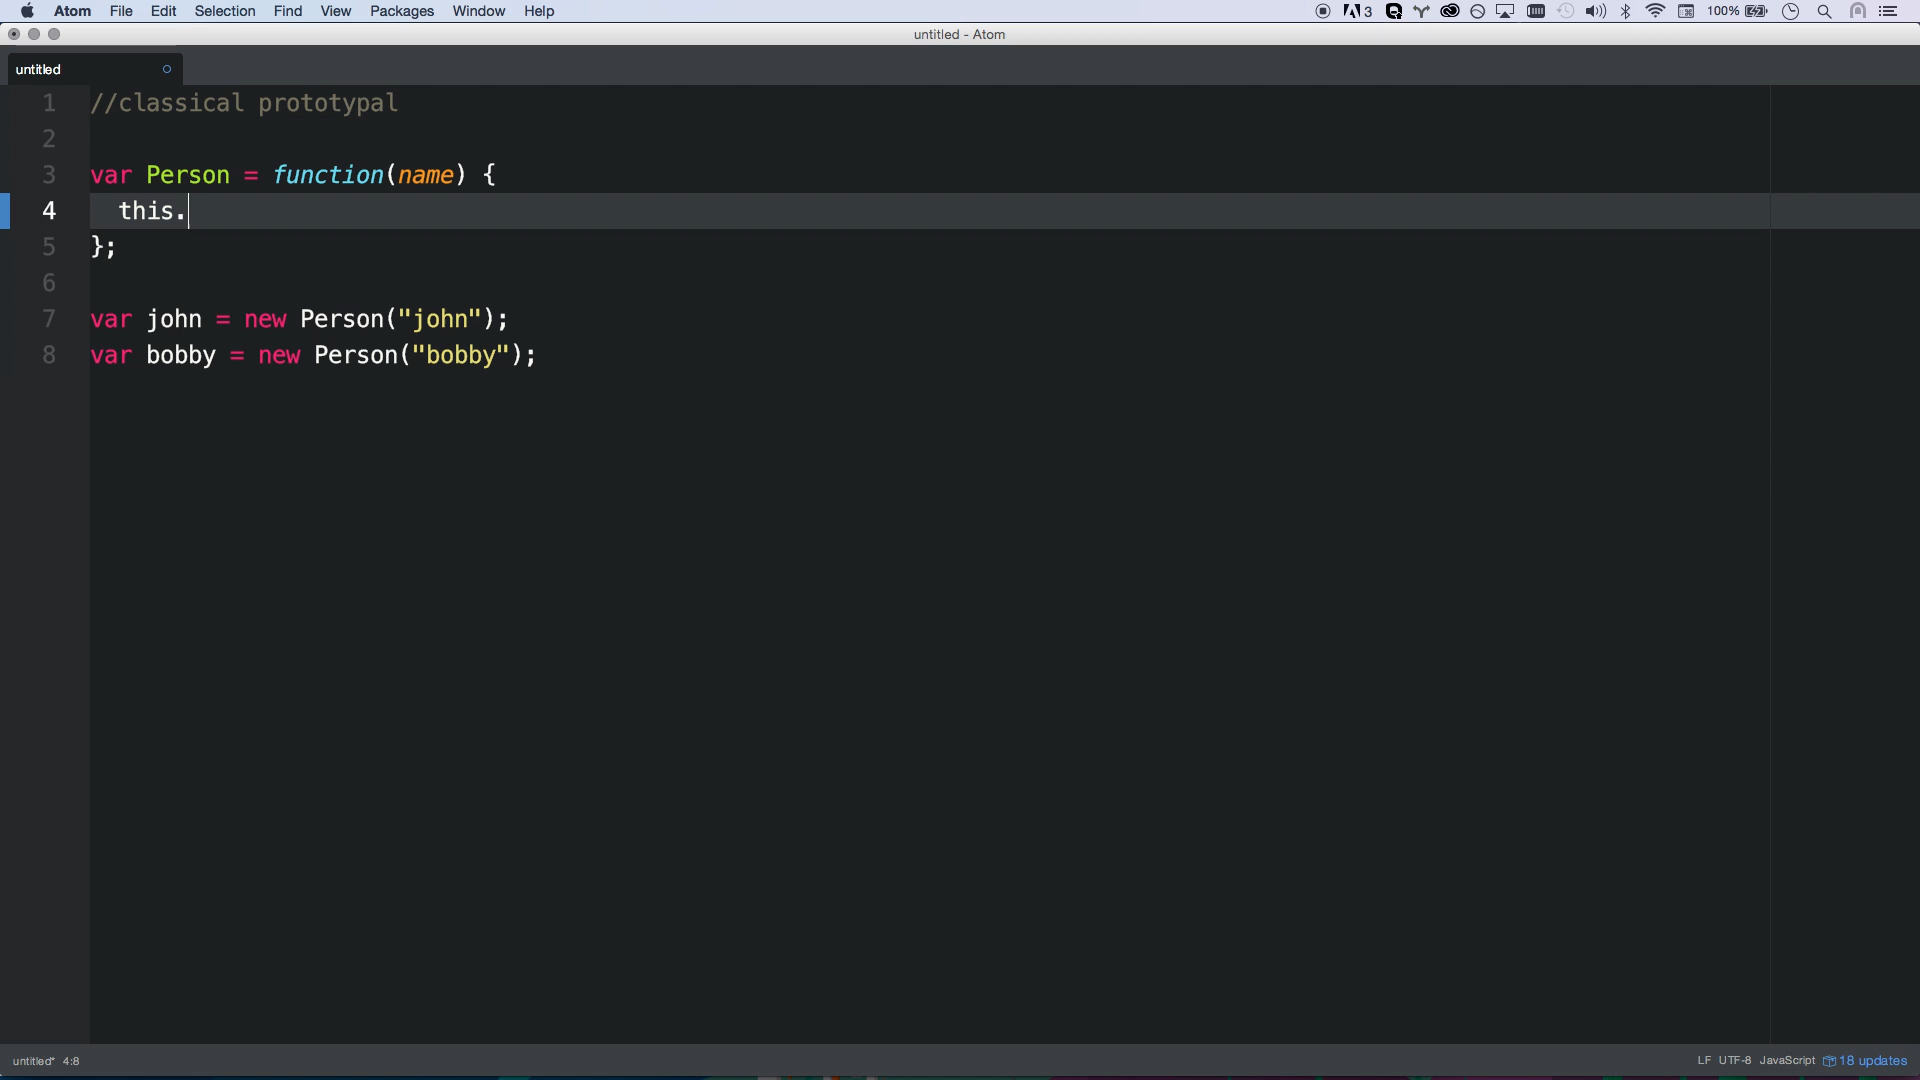 Atom File Edit Selection Find View Packages Window Help 3 100%
untitled - Atom
untitled
1 //classical prototypal
2
3 var Person = function(name) {
4   this.
5 };
6
7 var john = new Person("john");
8 var bobby = new Person("bobby");
untitled* 4:8 LF UTF-8 JavaScript 18 updates